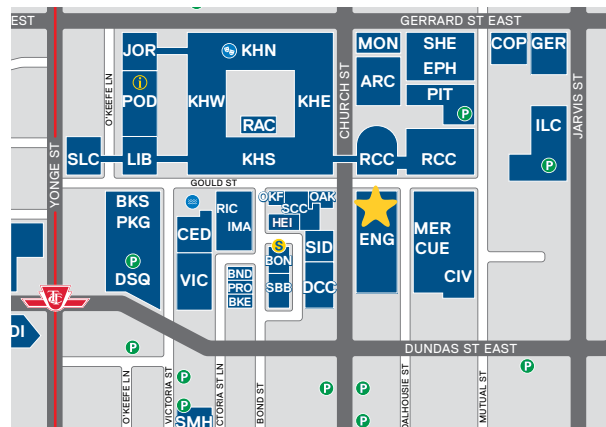 EST
GERRARD ST EAST
JOR
KHN
MON
SHE
COP
GER
EPH
O'KEEFE LN
i
POD
KHW
KHE
ARC
PIT
CHURCH ST
JARVIS ST
RAC
P
ILC
YONGE ST
SLC
LIB
KHS
RCC
RCC
P
GOULD ST
BKS
PKG
RIC
IMA
OKF
OAK
SCC
HEI
CED
ENG
MER
CUE
P
DSQ
VIC
S
BON
SID
BND
PRO
BKE
SBB
DCC
CIV
TTC
DI
DUNDAS ST EAST
P
P
P
P
P
P
P
O'KEEFE LN
VICTORIA ST
CTORIA ST LN
BOND ST
DALHOUSIE ST
MUTUAL ST
SMH